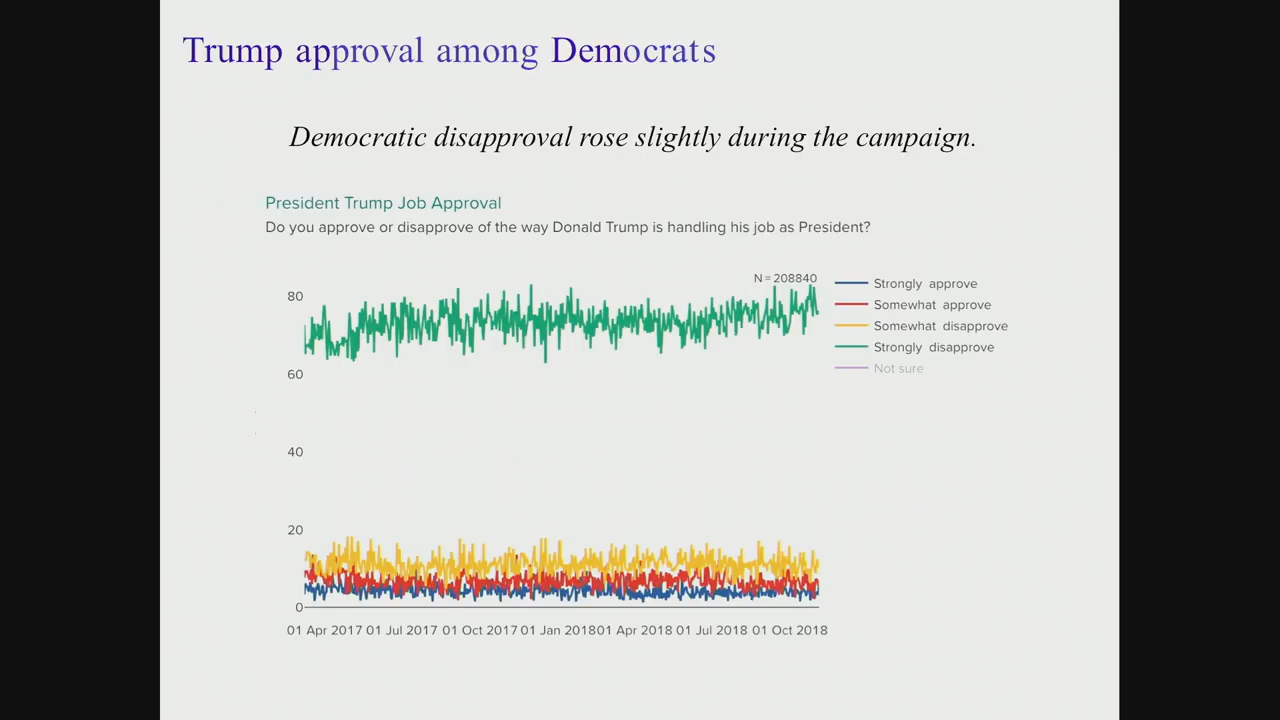 Trump approval among Democrats
Democratic disapproval rose slightly during the campaign.
President Trump Job Approval
Do you approve or disapprove of the way Donald Trump is handling his job as President?
N = 208840
Strongly approve
Somewhat approve
Somewhat disapprove
Strongly disapprove
Not sure
80
60
40
20
0
01 Apr 2017 01 Jul 2017 01 Oct 2017 01 Jan 2018 01 Apr 2018 01 Jul 2018 01 Oct 2018